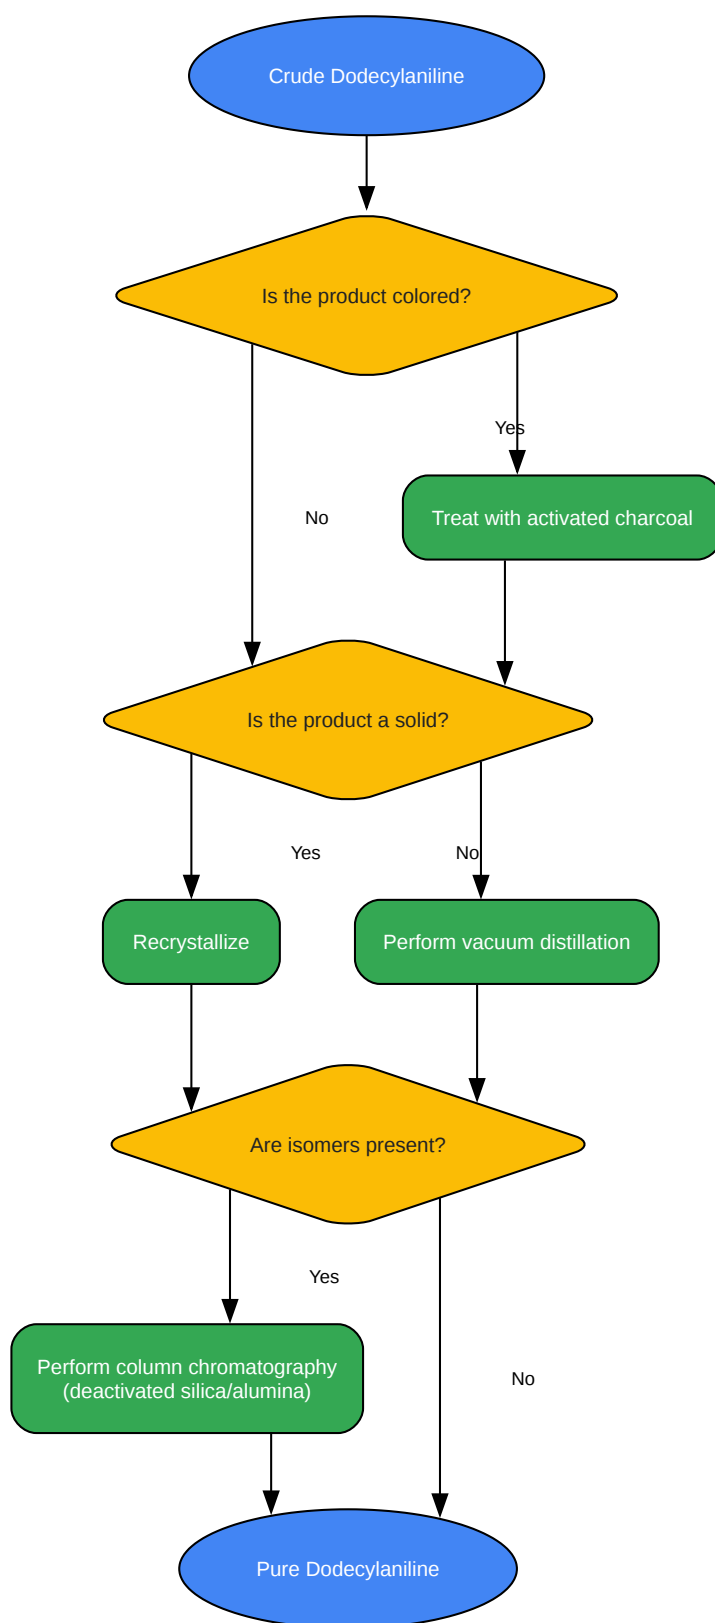 Crude Dodecylaniline
Is the product colored?
Yes
No
Treat with activated charcoal
Is the product a solid?
Yes
No
Recrystallize
Perform vacuum distillation
Are isomers present?
Yes
Perform column chromatography
(deactivated silica/alumina)
No
Pure Dodecylaniline